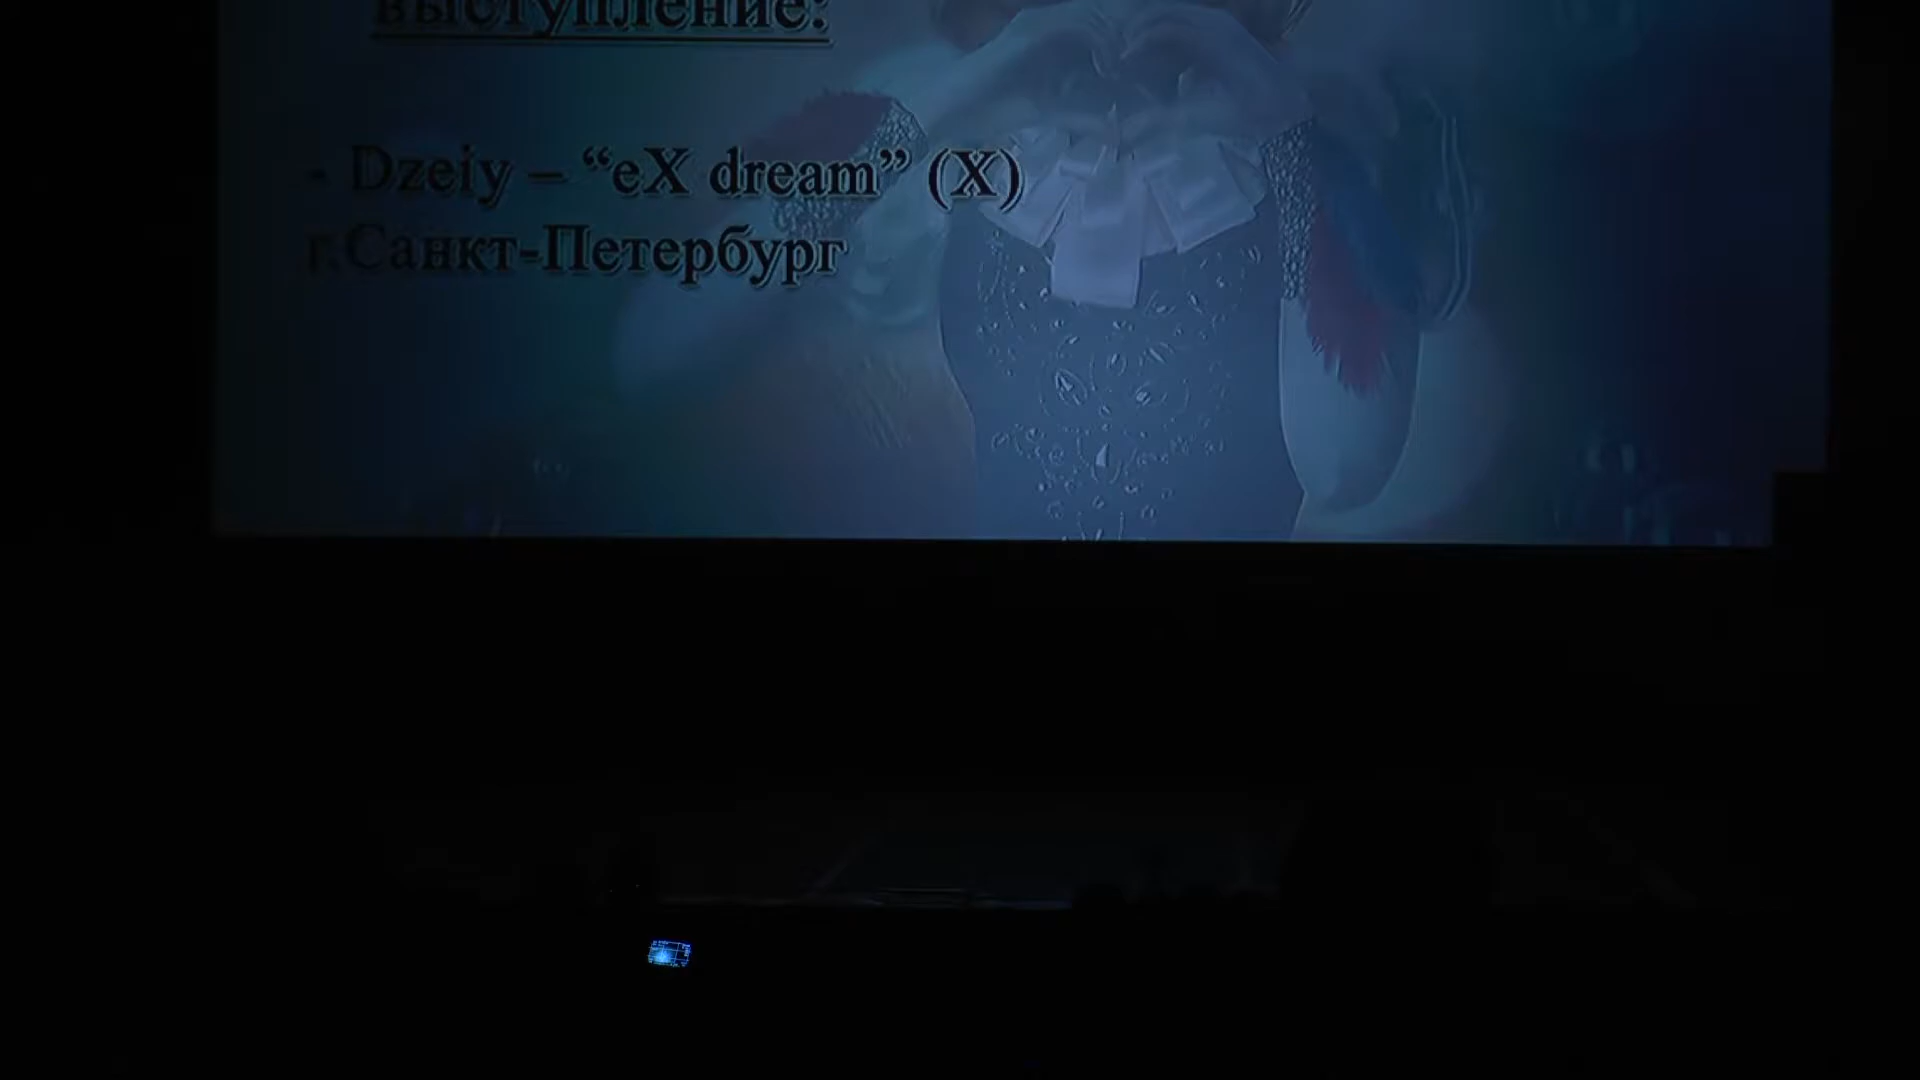 выступление:
- Dzeiy – “eX dream” (X)
г.Санкт-Петербург